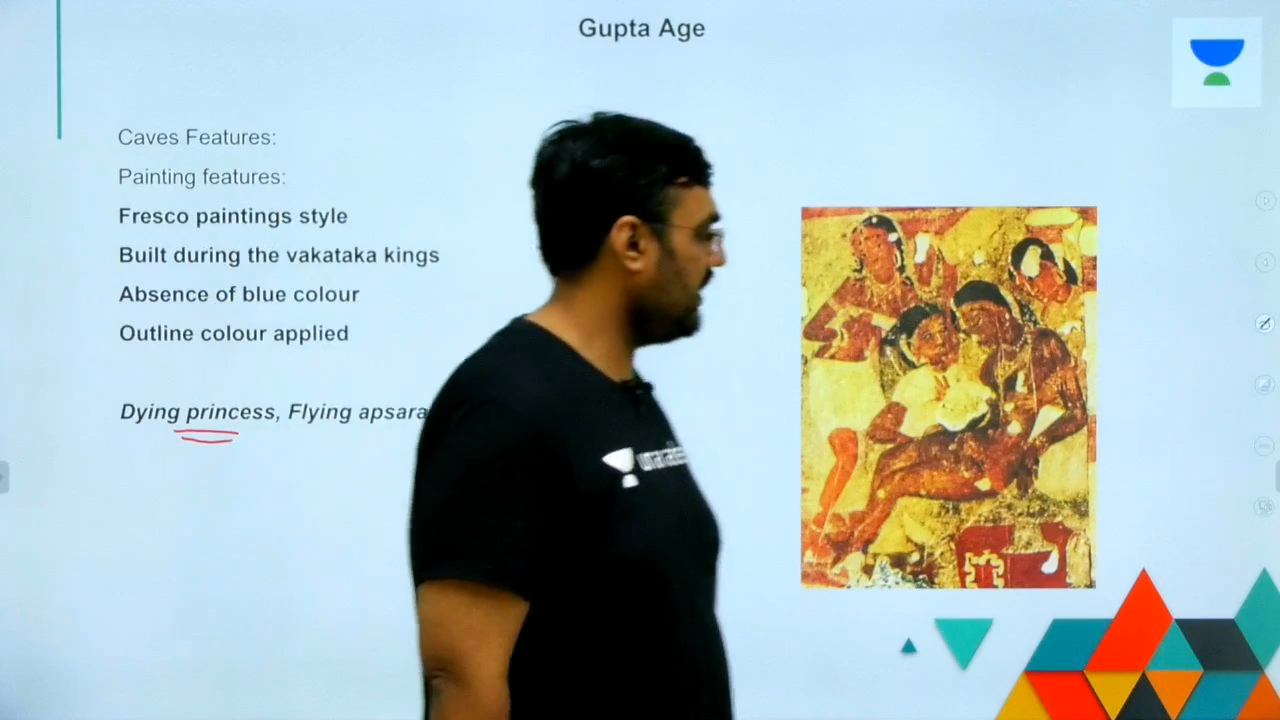 Gupta Age
Caves Features:
Painting features:
Fresco paintings style
Built during the vakataka kings
Absence of blue colour
Outline colour applied
Dying princess, Flying apsara